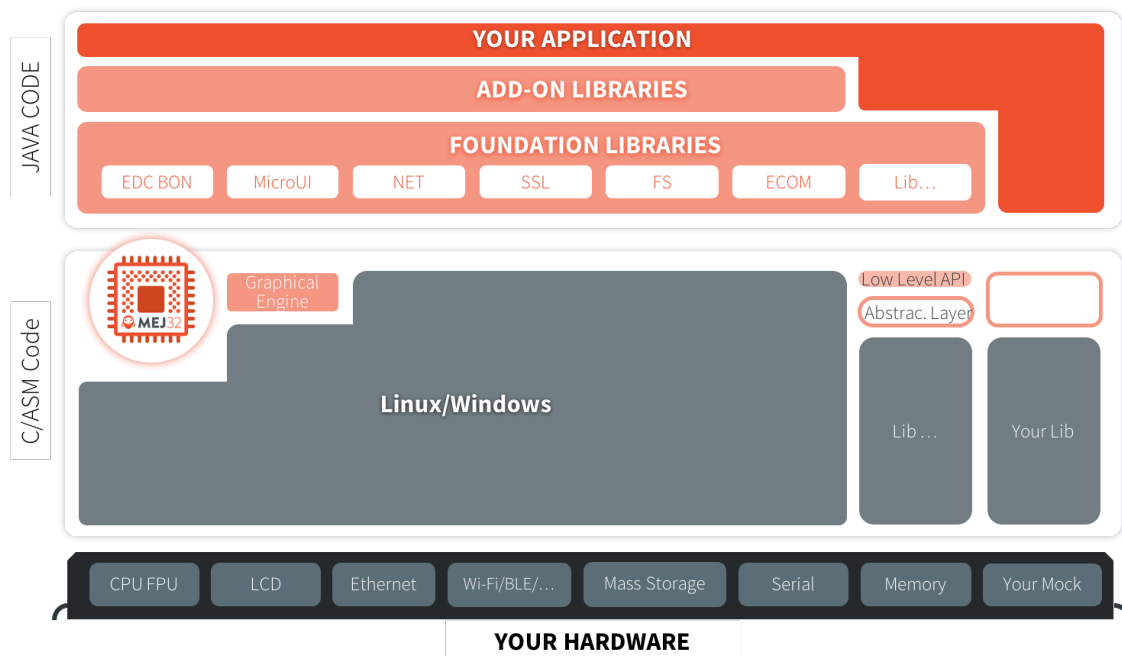 JAVA CODE
YOUR APPLICATION
ADD-ON LIBRARIES
FOUNDATION LIBRARIES
EDC BON
MicroUI
NET
SSL
FS
ECOM
Lib…
C/ASM Code
MEJ32
Graphical
Engine
Low Level API
Abstrac. Layer
Linux/Windows
Lib …
Your Lib
CPU FPU
LCD
Ethernet
Wi-Fi/BLE/…
Mass Storage
Serial
Memory
Your Mock
YOUR HARDWARE